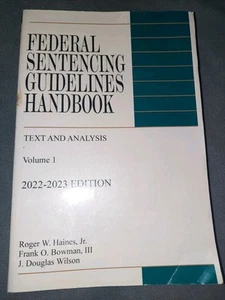 FEDERAL
SENTENCING
GUIDELINES
HANDBOOK
TEXT AND ANALYSIS
Volume 1
2022-2023 EDITION
Roger W. Haines, Jr.
Frank O. Bowman, III
J. Douglas Wilson